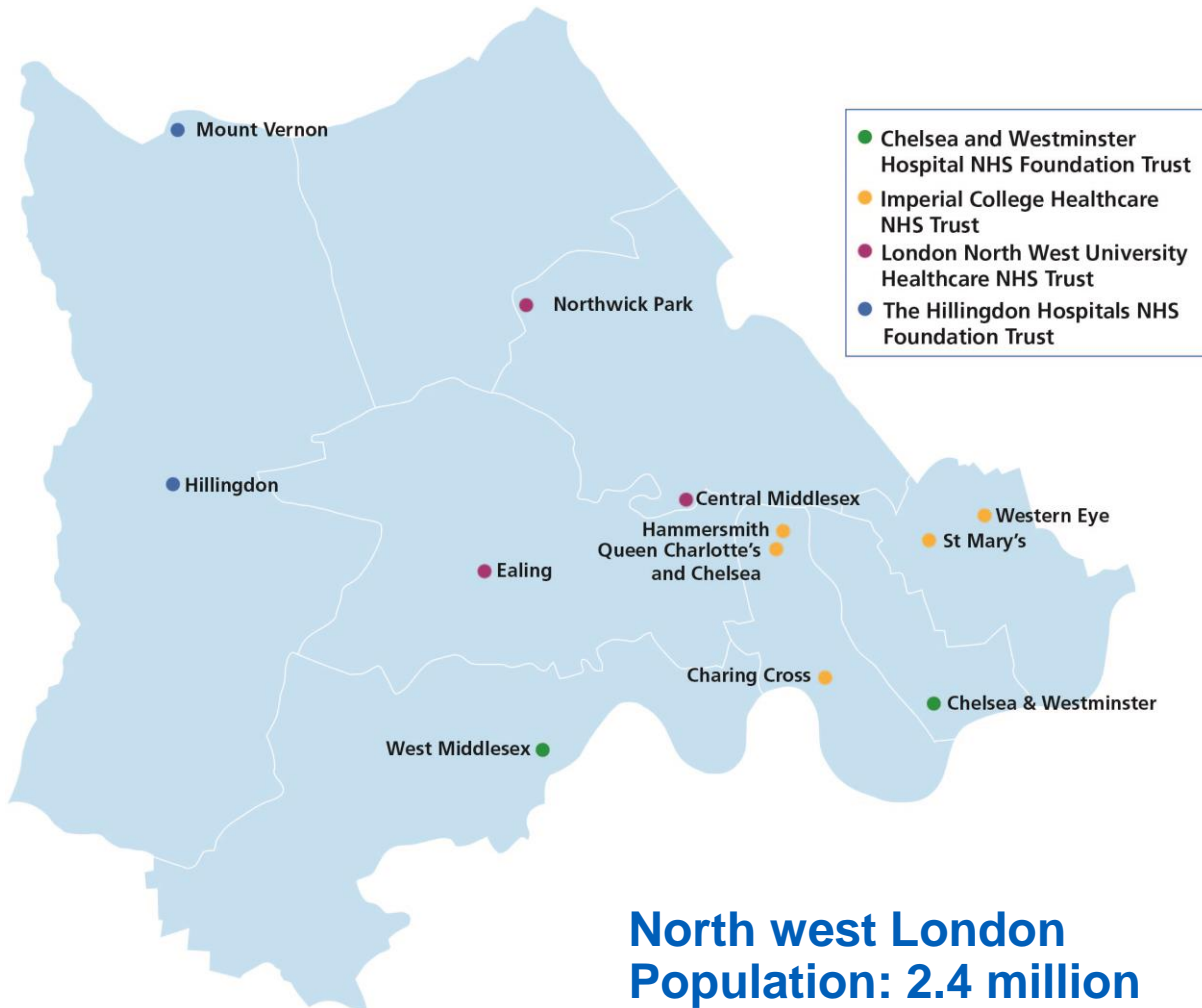 Mount Vernon
Chelsea and Westminster
Hospital NHS Foundation Trust
Imperial College Healthcare
NHS Trust
London North West University
Healthcare NHS Trust
The Hillingdon Hospitals NHS
Foundation Trust
Northwick Park
Hillingdon
Central Middlesex
Hammersmith
Queen Charlotte’s
and Chelsea
Western Eye
St Mary’s
Ealing
Charing Cross
Chelsea & Westminster
West Middlesex
North west London
Population: 2.4 million